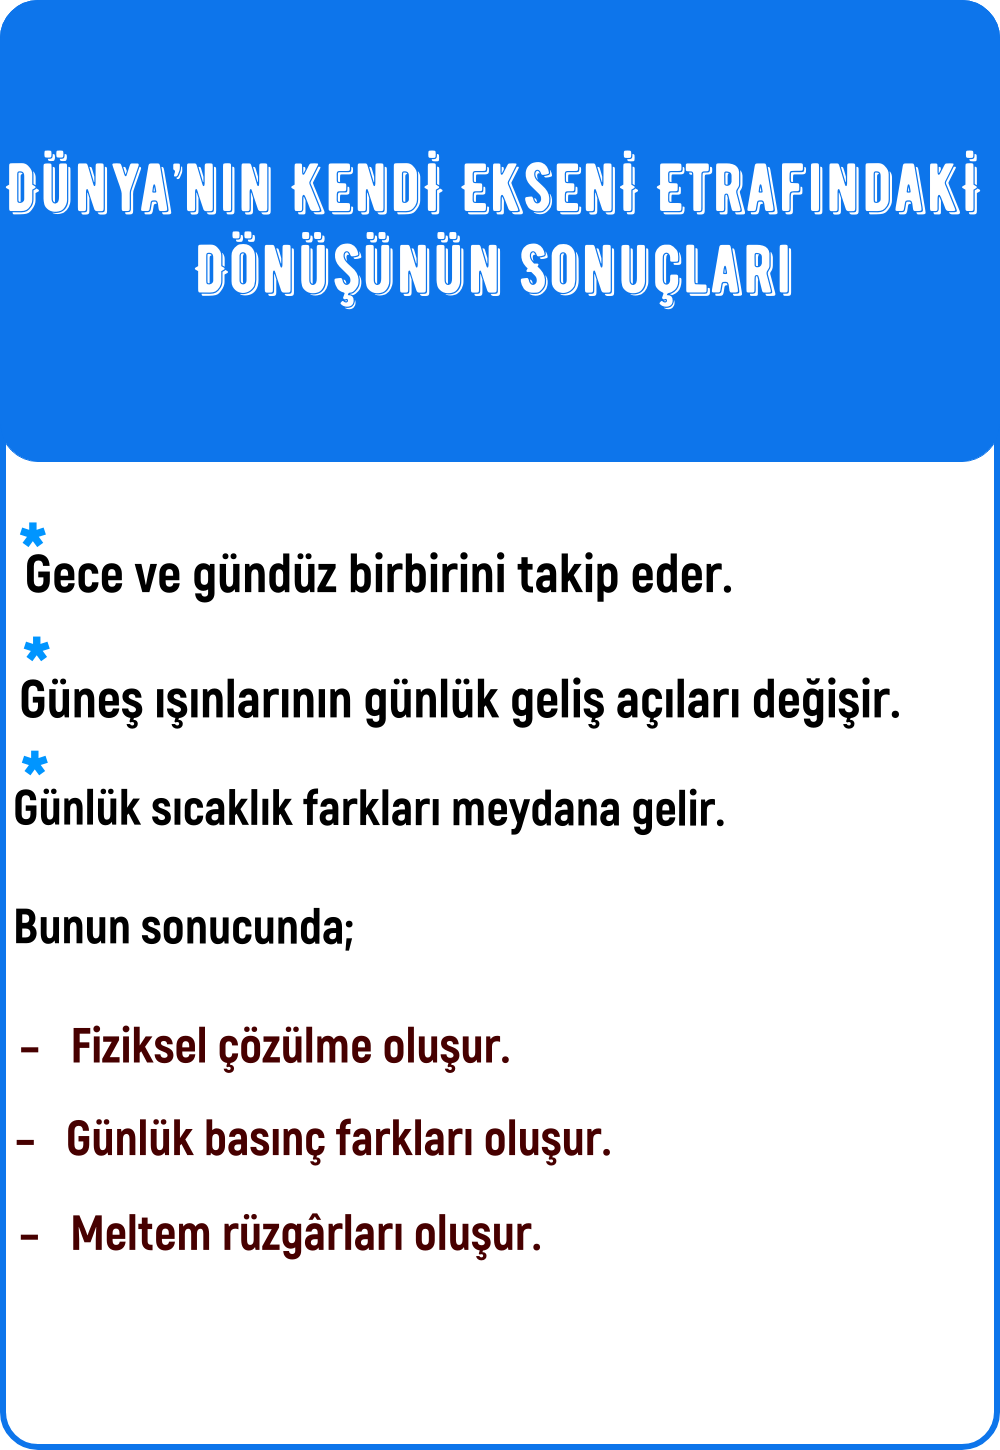 DÜNYA'NIN KENDİ EKSENİ ETRAFINDAKİ
DÖNÜŞÜNÜN SONUÇLARI
*
Gece ve gündüz birbirini takip eder.
*
Güneş ışınlarının günlük geliş açıları değişir.
*
Günlük sıcaklık farkları meydana gelir.
Bunun sonucunda;
- Fiziksel çözülme oluşur.
- Günlük basınç farkları oluşur.
- Meltem rüzgârları oluşur.